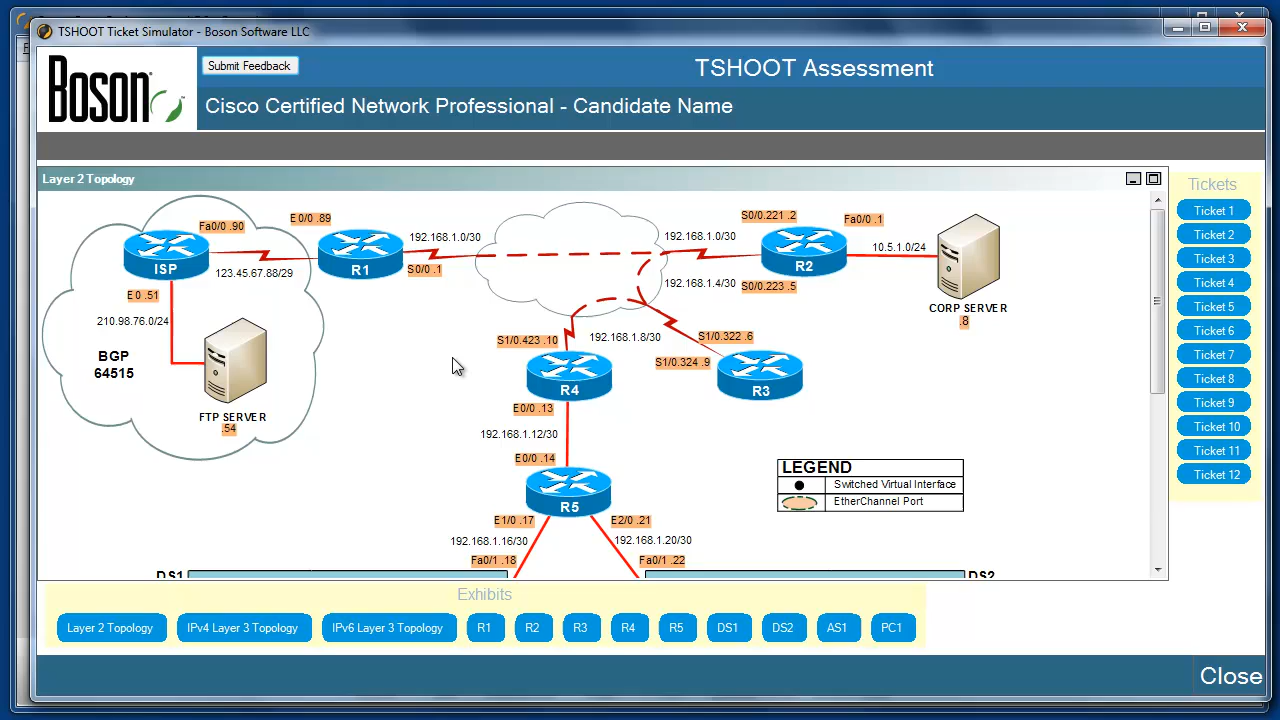 TSHOOT Ticket Simulator - Boson Software LLC
BOSON
Submit Feedback
TSHOOT Assessment
Cisco Certified Network Professional - Candidate Name
Layer 2 Topology
Fa0/0 .90
E 0/0 .89
ISP
R1
123.45.67.88/29
192.168.1.0/30
S0/0 .1
E 0 .51
210.98.76.0/24
BGP
64515
FTP SERVER
.54
S0/0.221 .2
Fa0/0 .1
192.168.1.0/30
R2
10.5.1.0/24
192.168.1.4/30
S0/0.223 .5
CORP SERVER
.8
S1/0.423 .10
192.168.1.8/30
S1/0.322 .6
S1/0.324 .9
R4
R3
E0/0 .13
192.168.1.12/30
E0/0 .14
R5
LEGEND
Switched Virtual Interface
EtherChannel Port
E1/0 .17
E2/0 .21
192.168.1.16/30
192.168.1.20/30
Fa0/1 .18
Fa0/1 .22
DS1
DS2
Tickets
Ticket 1
Ticket 2
Ticket 3
Ticket 4
Ticket 5
Ticket 6
Ticket 7
Ticket 8
Ticket 9
Ticket 10
Ticket 11
Ticket 12
Exhibits
Layer 2 Topology
IPv4 Layer 3 Topology
IPv6 Layer 3 Topology
R1
R2
R3
R4
R5
DS1
DS2
AS1
PC1
Close